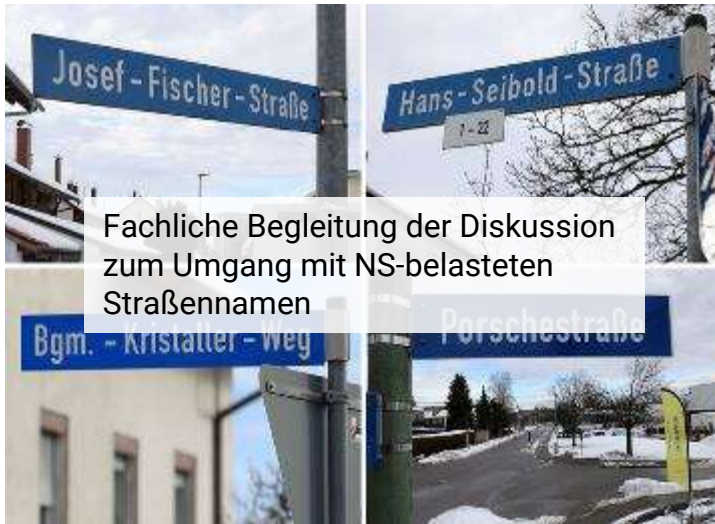 Josef-Fischer-Straße
Hans-Seibold-Straße
7-22
Fachliche Begleitung der Diskussion
zum Umgang mit NS-belasteten
Straßennamen
Bgm.-Kristaller-Weg
Porschestraße